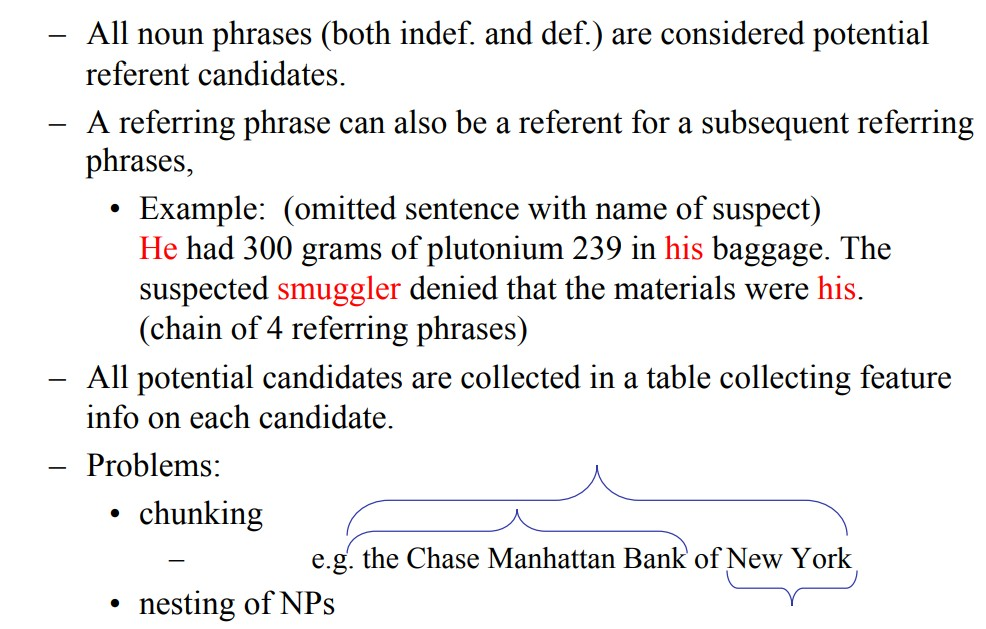 – All noun phrases (both indef. and def.) are considered potential
referent candidates.
– A referring phrase can also be a referent for a subsequent referring
phrases,
• Example: (omitted sentence with name of suspect)
He had 300 grams of plutonium 239 in his baggage. The
suspected smuggler denied that the materials were his.
(chain of 4 referring phrases)
– All potential candidates are collected in a table collecting feature
info on each candidate.
– Problems:
• chunking
– e.g. the Chase Manhattan Bank of New York
• nesting of NPs